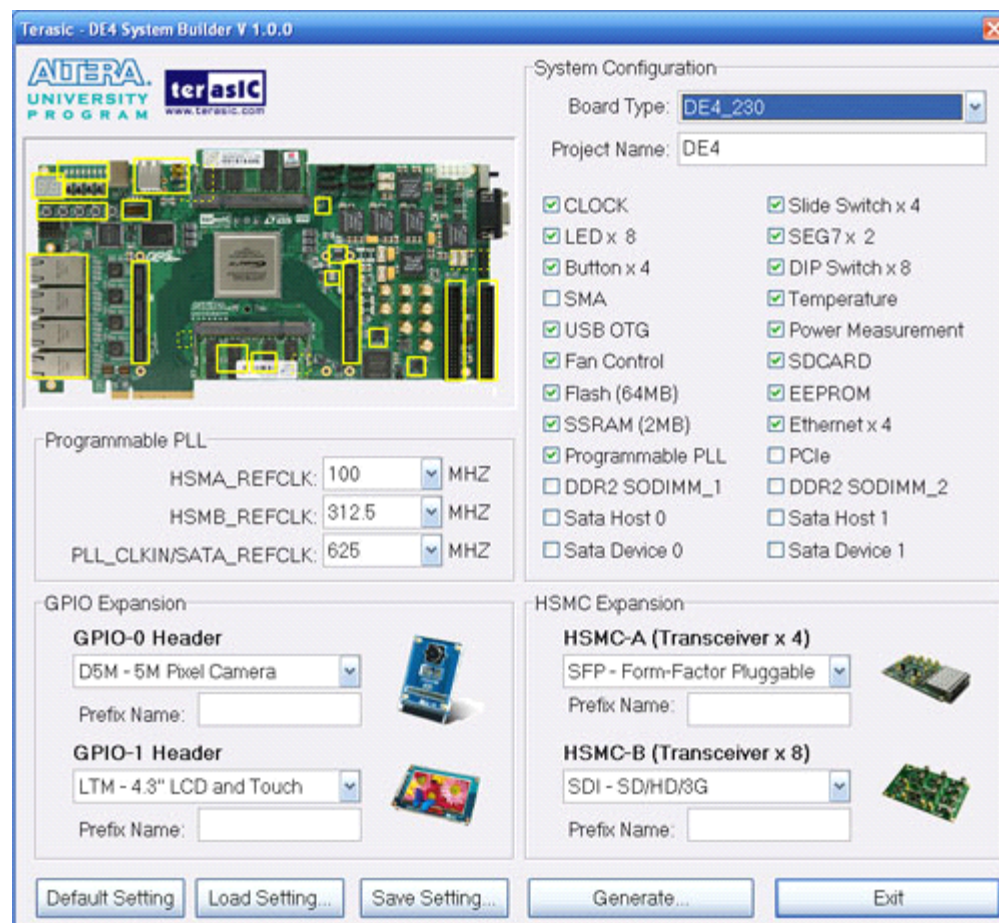 Terasic - DE4 System Builder V 1.0.0
ALTERA.
UNIVERSITY
PROGRAM
terasIC
www.terasic.com
System Configuration
Board Type: DE4_230
Project Name: DE4
CLOCK
Slide Switch x 4
LED x 8
SEG7 x 2
Button x 4
DIP Switch x 8
SMA
Temperature
USB OTG
Power Measurement
Fan Control
SDCARD
Flash (64MB)
EEPROM
SSRAM (2MB)
Ethernet x 4
Programmable PLL
PCIe
DDR2 SODIMM_1
DDR2 SODIMM_2
Sata Host 0
Sata Host 1
Sata Device 0
Sata Device 1
Programmable PLL
HSMA_REFCLK: 100 MHZ
HSMB_REFCLK: 312.5 MHZ
PLL_CLKIN/SATA_REFCLK: 625 MHZ
GPIO Expansion
GPIO-0 Header
D5M - 5M Pixel Camera
Prefix Name:
GPIO-1 Header
LTM - 4.3" LCD and Touch
Prefix Name:
HSMC Expansion
HSMC-A (Transceiver x 4)
SFP - Form-Factor Pluggable
Prefix Name:
HSMC-B (Transceiver x 8)
SDI - SD/HD/3G
Prefix Name:
Default Setting
Load Setting...
Save Setting...
Generate...
Exit